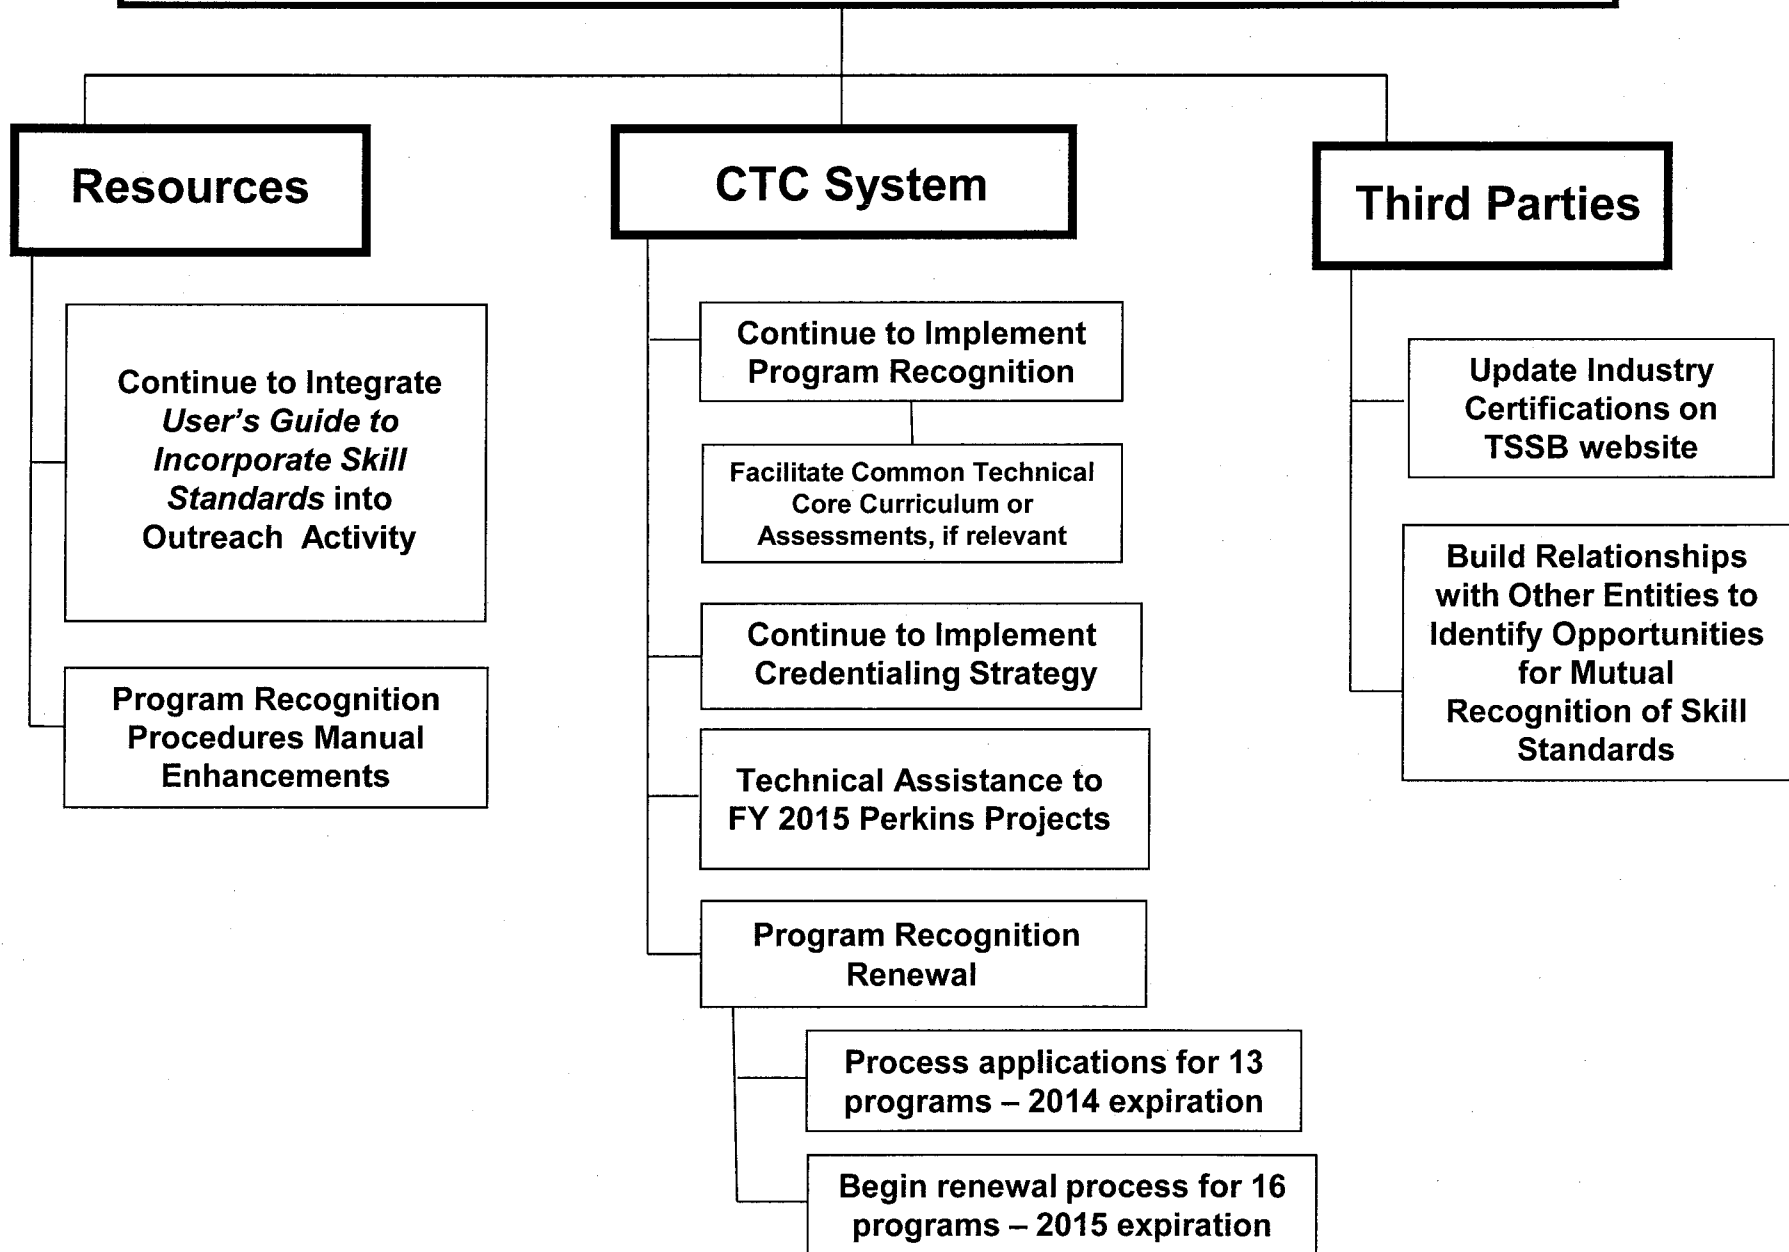 Resources
Continue to Integrate
User's Guide to
Incorporate Skill
Standards into
Outreach Activity
Program Recognition
Procedures Manual
Enhancements
CTC System
Continue to Implement
Program Recognition
Facilitate Common Technical
Core Curriculum or
Assessments, if relevant
Continue to Implement
Credentialing Strategy
Technical Assistance to
FY 2015 Perkins Projects
Program Recognition
Renewal
Process applications for 13
programs – 2014 expiration
Begin renewal process for 16
programs – 2015 expiration
Third Parties
Update Industry
Certifications on
TSSB website
Build Relationships
with Other Entities to
Identify Opportunities
for Mutual
Recognition of Skill
Standards